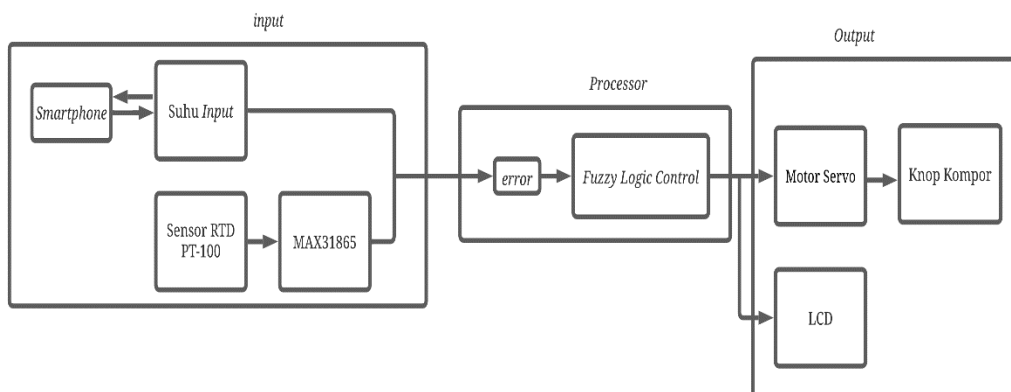 input
Smartphone
Suhu Input
Sensor RTD
PT-100
MAX31865
Processor
error
Fuzzy Logic Control
Output
Motor Servo
Knop Kompor
LCD